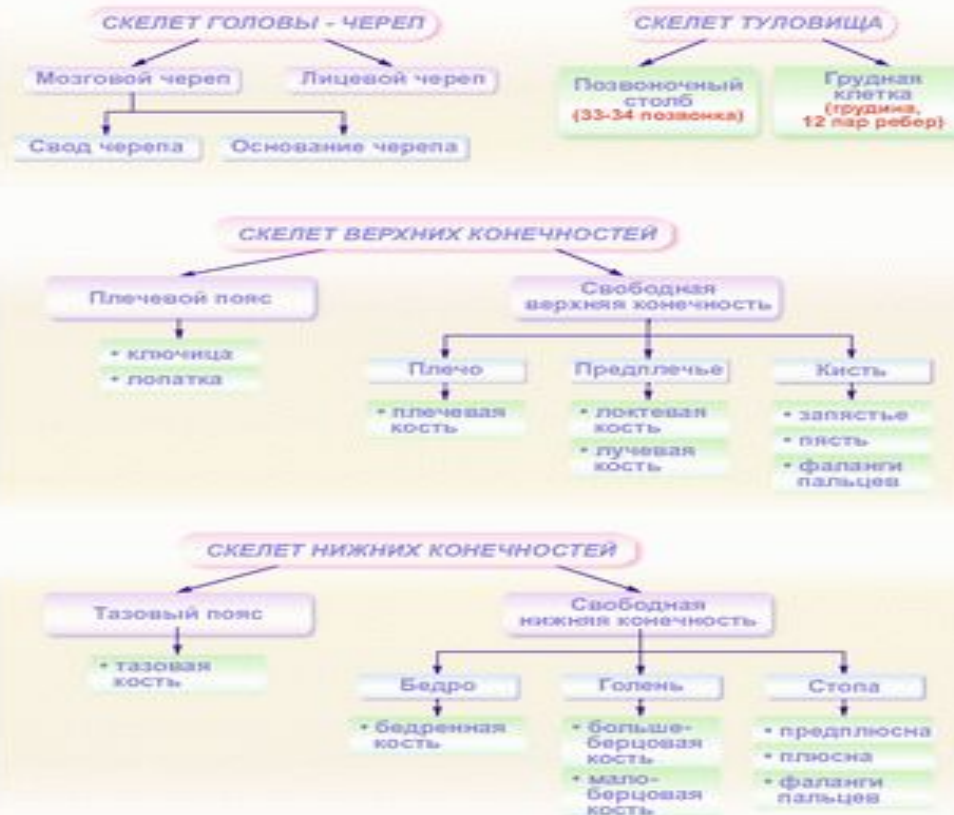 СКЕЛЕТ ГОЛОВЫ - ЧЕРЕП
Мозговой череп
Лицевой череп
Свод черепа
Основание черепа
СКЕЛЕТ ТУЛОВИЩА
Позвоночный
столб
(33-34 позвонка)
Грудная
клетка
(грудина,
12 пар ребер)
СКЕЛЕТ ВЕРХНИХ КОНЕЧНОСТЕЙ
Плечевой пояс
• ключица
• лопатка
Свободная
верхняя конечность
Плечо
• плечевая
кость
Предплечье
• локтевая
кость
• лучевая
кость
Кисть
• запястье
• пясть
• фаланги
пальцев
СКЕЛЕТ НИЖНИХ КОНЕЧНОСТЕЙ
Тазовый пояс
• тазовая
кость
Свободная
нижняя конечность
Бедро
• бедренная
кость
Голень
• больше-
берцовая
кость
• мало-
берцовая
кость
Стопа
• предплюсна
• плюсна
• фаланги
пальцев